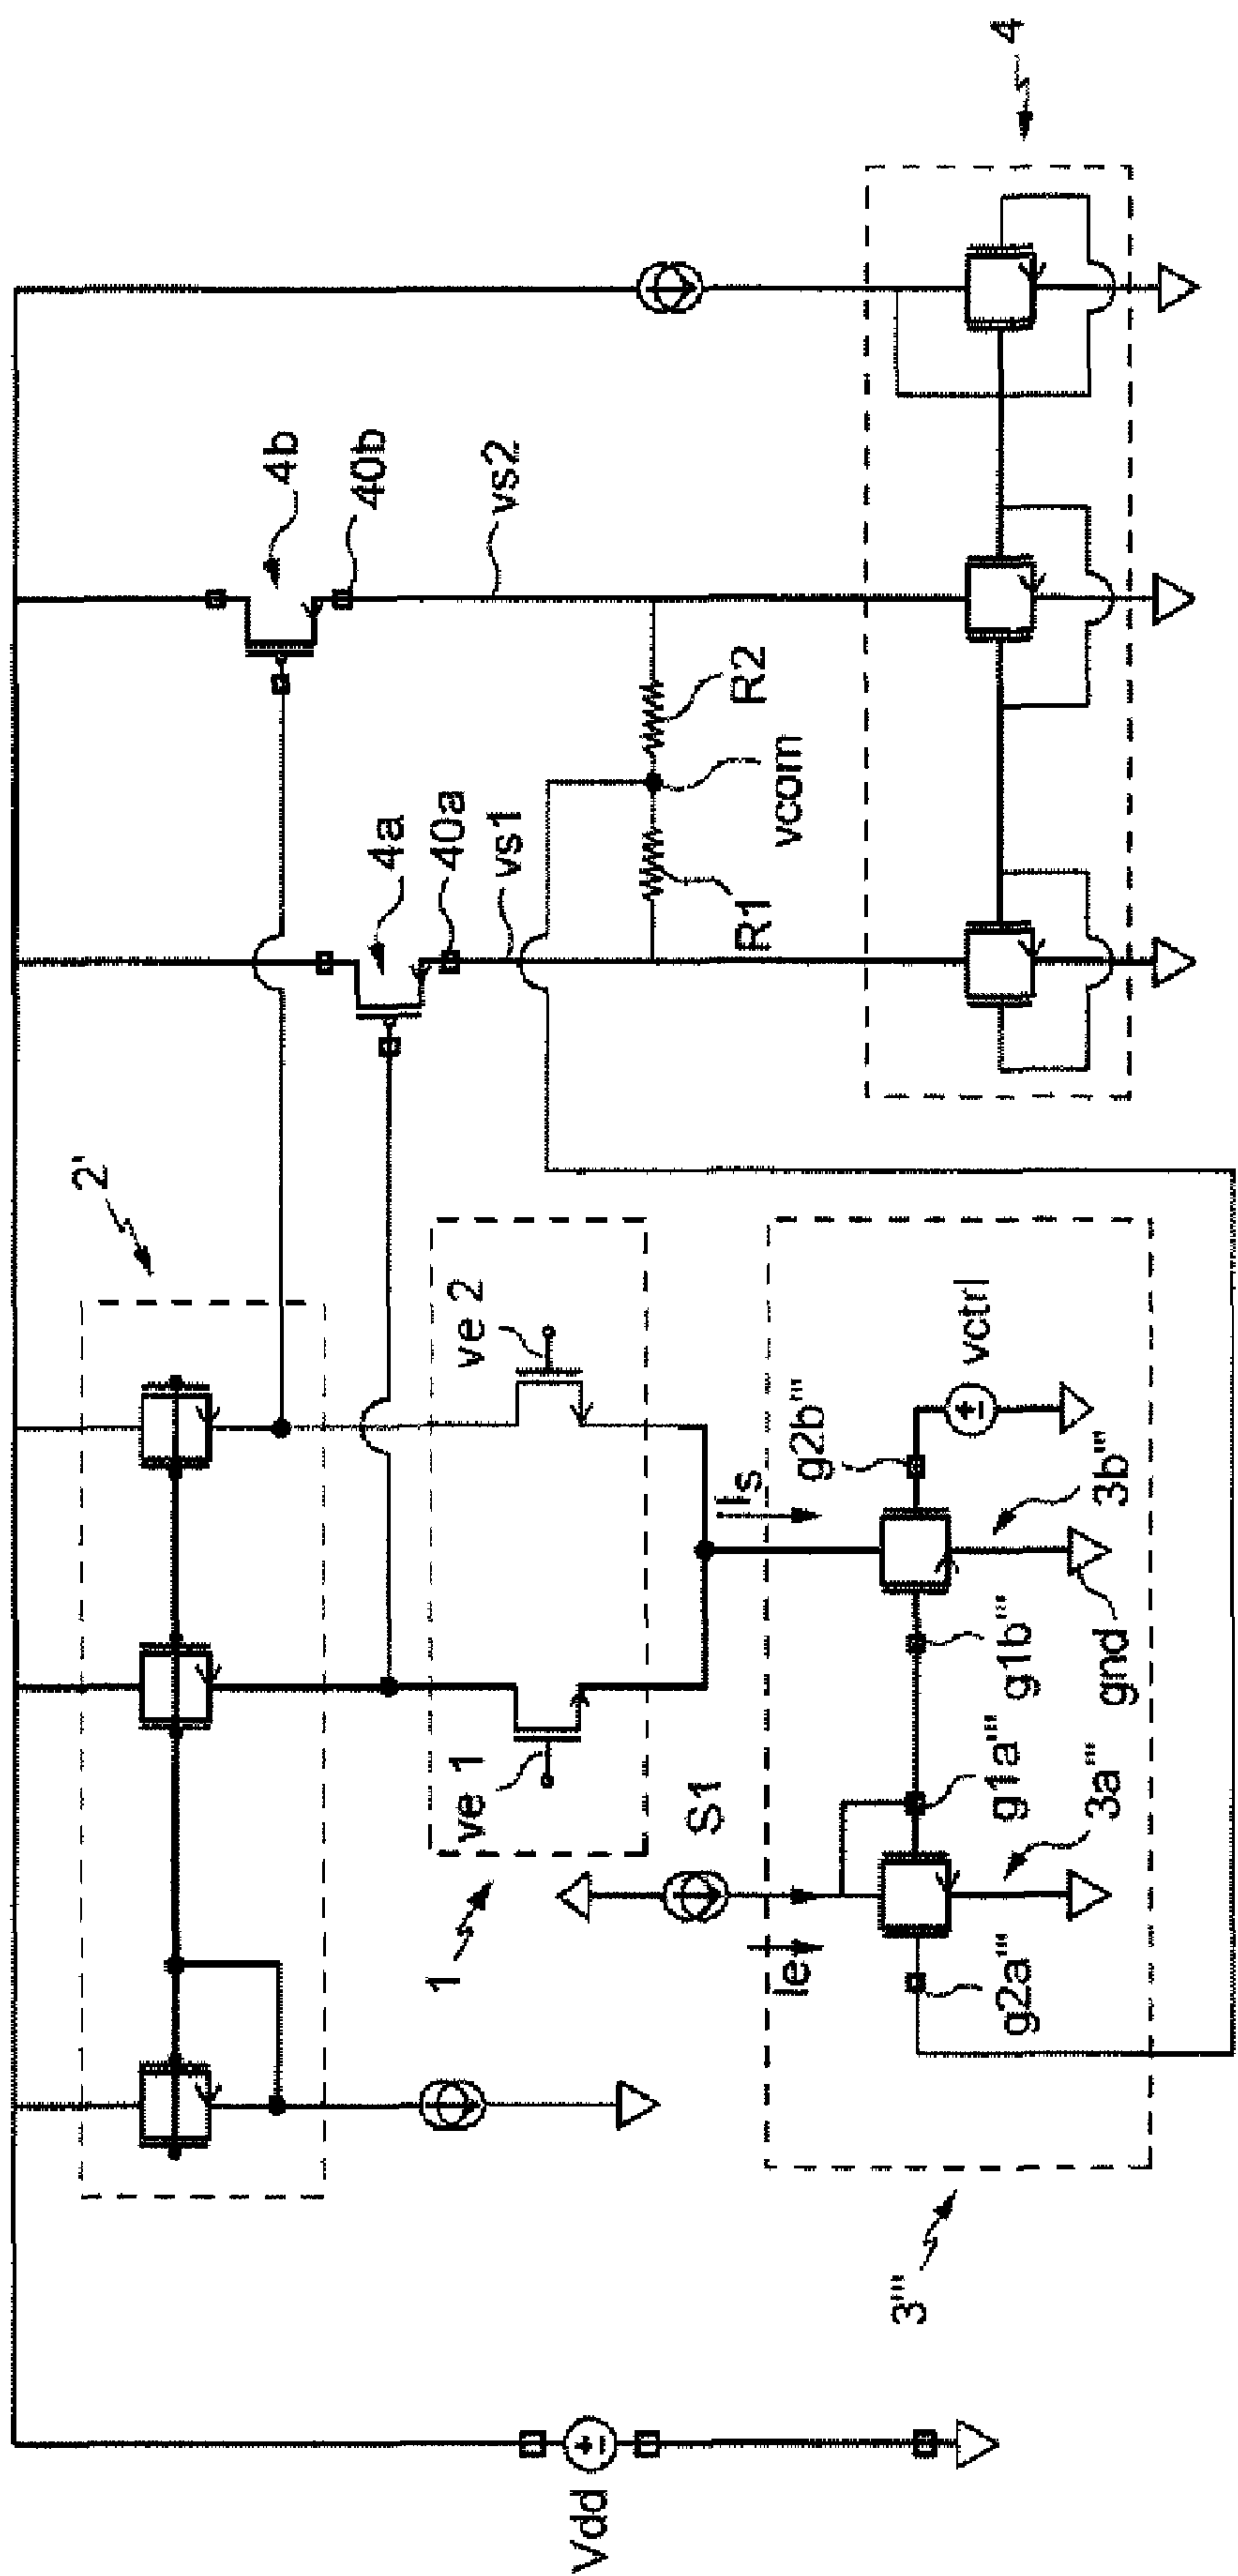 2'
4b
40b
4a
40a
vs1
vs2
R1
R2
vcom
4
1
ve 1
ve 2
S1
Ie
Is
g2a'''
g1a'''
g1b'''
g2b'''
vctrl
3a'''
3b'''
gnd
3'''
Vdd